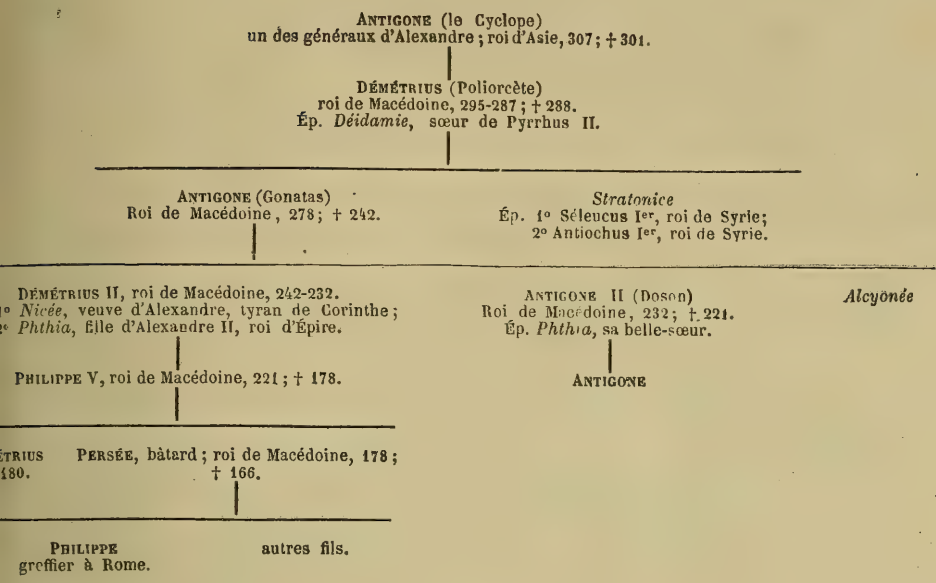 ANTIGONE (le Cyclope)
un des généraux d'Alexandre ; roi d'Asie, 307 ; † 301.
DÉMÉTRIUS (Poliorcète)
roi de Macédoine, 295-287 ; † 288.
Ép. Déidamie, sœur de Pyrrhus II.
ANTIGONE (Gonatas)
Roi de Macédoine, 278 ; † 242.
Stratonice
Ép. 1º Séleucus Ier, roi de Syrie ;
2º Antiochus Ier, roi de Syrie.
DÉMÉTRIUS II, roi de Macédoine, 242-232.
1º Nicée, veuve d'Alexandre, tyran de Corinthe ;
2º Phthia, fille d'Alexandre II, roi d'Épire.
ANTIGONE II (Doson)
Roi de Macédoine, 232 ; † 221.
Ép. Phthia, sa belle-sœur.
Alcyonée
PHILIPPE V, roi de Macédoine, 221 ; † 178.
ANTIGONE
ÉTRIUS
180.
PERSÉE, bâtard ; roi de Macédoine, 178 ;
† 166.
PHILIPPE
greffier à Rome.
autres fils.